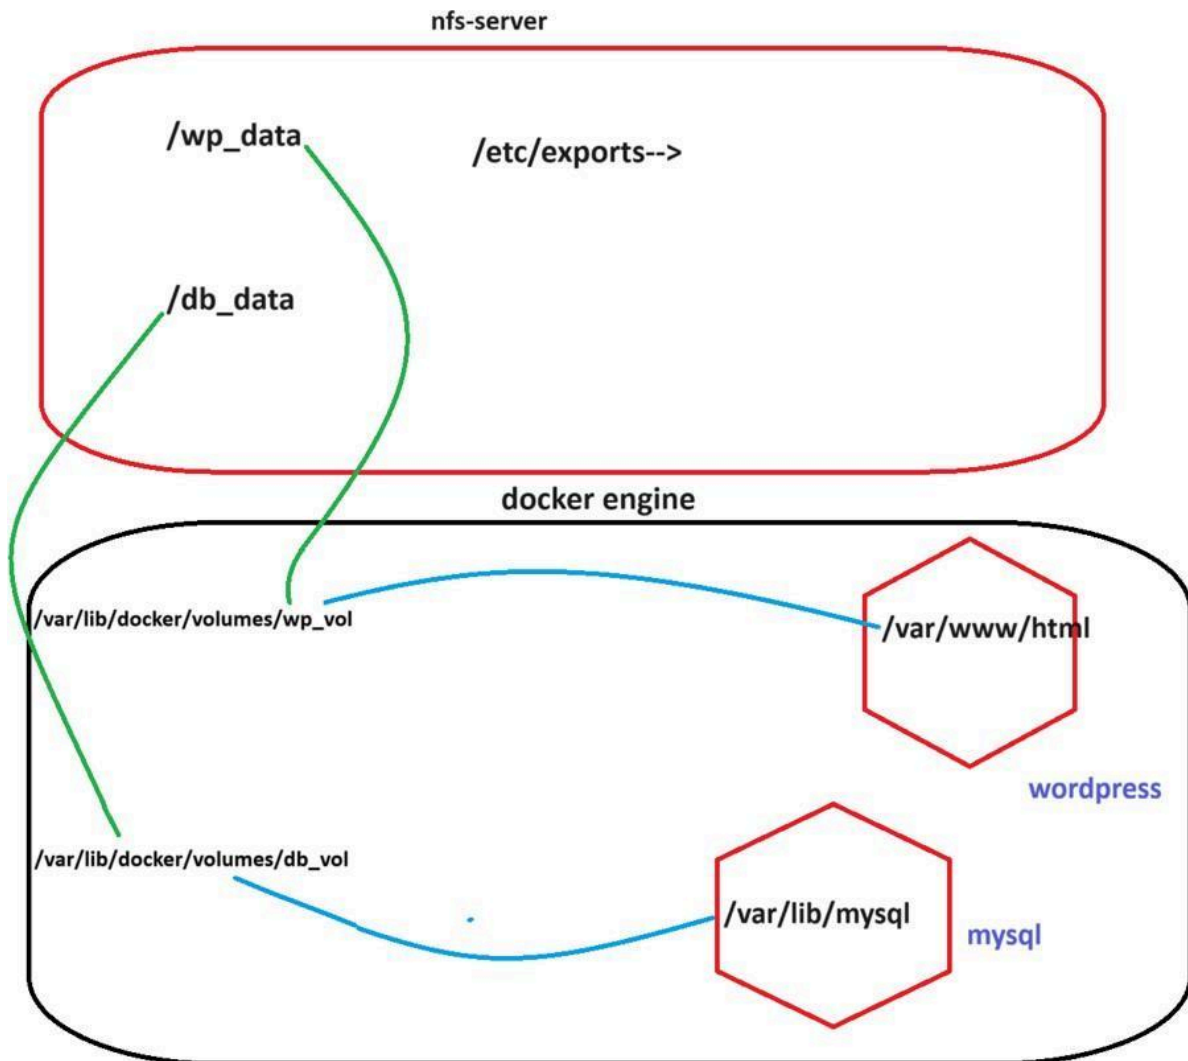 nfs-server
/wp_data
/etc/exports-->
/db_data
docker engine
/var/lib/docker/volumes/wp_vol
/var/www/html
wordpress
/var/lib/docker/volumes/db_vol
/var/lib/mysql
mysql